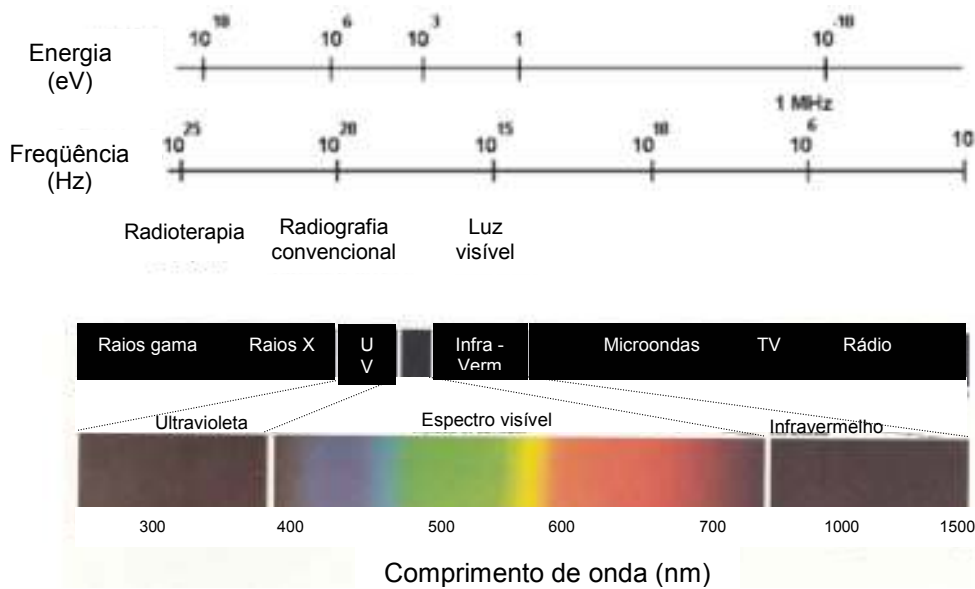 Energia
(eV)
10^18 10^6 10^3 1 10^-10
1 MHz
Freqüência
(Hz)
10^25 10^20 10^15 10^10 10^6 10
Radioterapia
Radiografia
convencional
Luz
visível
Raios gama Raios X U
V Infra -
Verm Microondas TV Rádio
Ultravioleta Espectro visível Infravermelho
300 400 500 600 700 1000 1500
Comprimento de onda (nm)